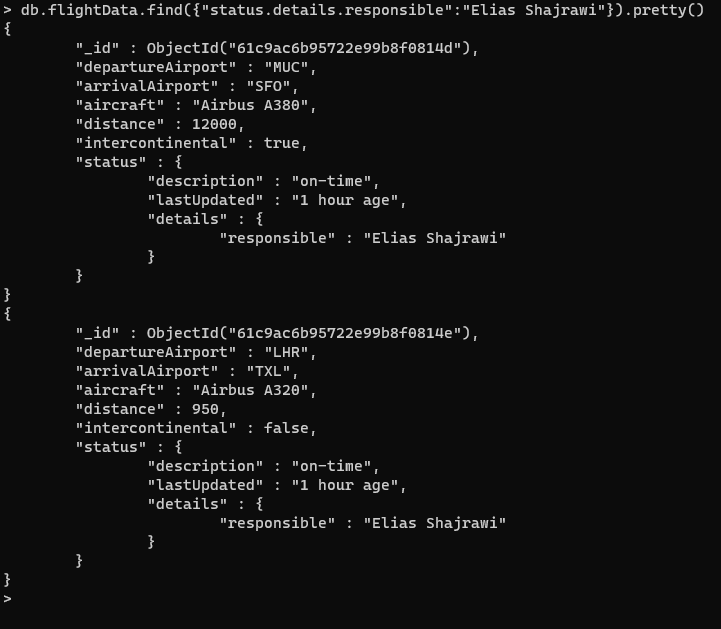 > db.flightData.find({"status.details.responsible":"Elias Shajrawi"}).pretty()
{
        "_id" : ObjectId("61c9ac6b95722e99b8f0814d"),
        "departureAirport" : "MUC",
        "arrivalAirport" : "SFO",
        "aircraft" : "Airbus A380",
        "distance" : 12000,
        "intercontinental" : true,
        "status" : {
                "description" : "on-time",
                "lastUpdated" : "1 hour age",
                "details" : {
                        "responsible" : "Elias Shajrawi"
                }
        }
}
{
        "_id" : ObjectId("61c9ac6b95722e99b8f0814e"),
        "departureAirport" : "LHR",
        "arrivalAirport" : "TXL",
        "aircraft" : "Airbus A320",
        "distance" : 950,
        "intercontinental" : false,
        "status" : {
                "description" : "on-time",
                "lastUpdated" : "1 hour age",
                "details" : {
                        "responsible" : "Elias Shajrawi"
                }
        }
}
>